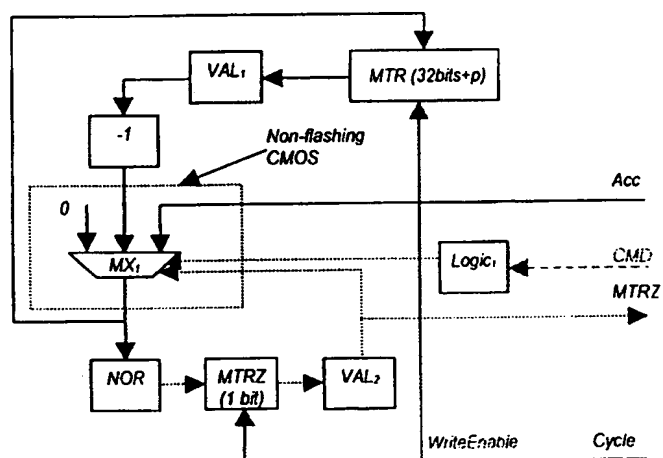 VAL₁
MTR (32bits+p)
-1
Non-flashing
CMOS
Acc
0
MX₁
Logic₁
CMD
MTRZ
NOR
MTRZ
(1 bit)
VAL₂
WriteEnable
Cycle